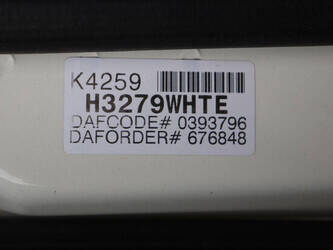 K4259
H3279WHTE
DAFCODE# 0393796
DAFORDER# 676848